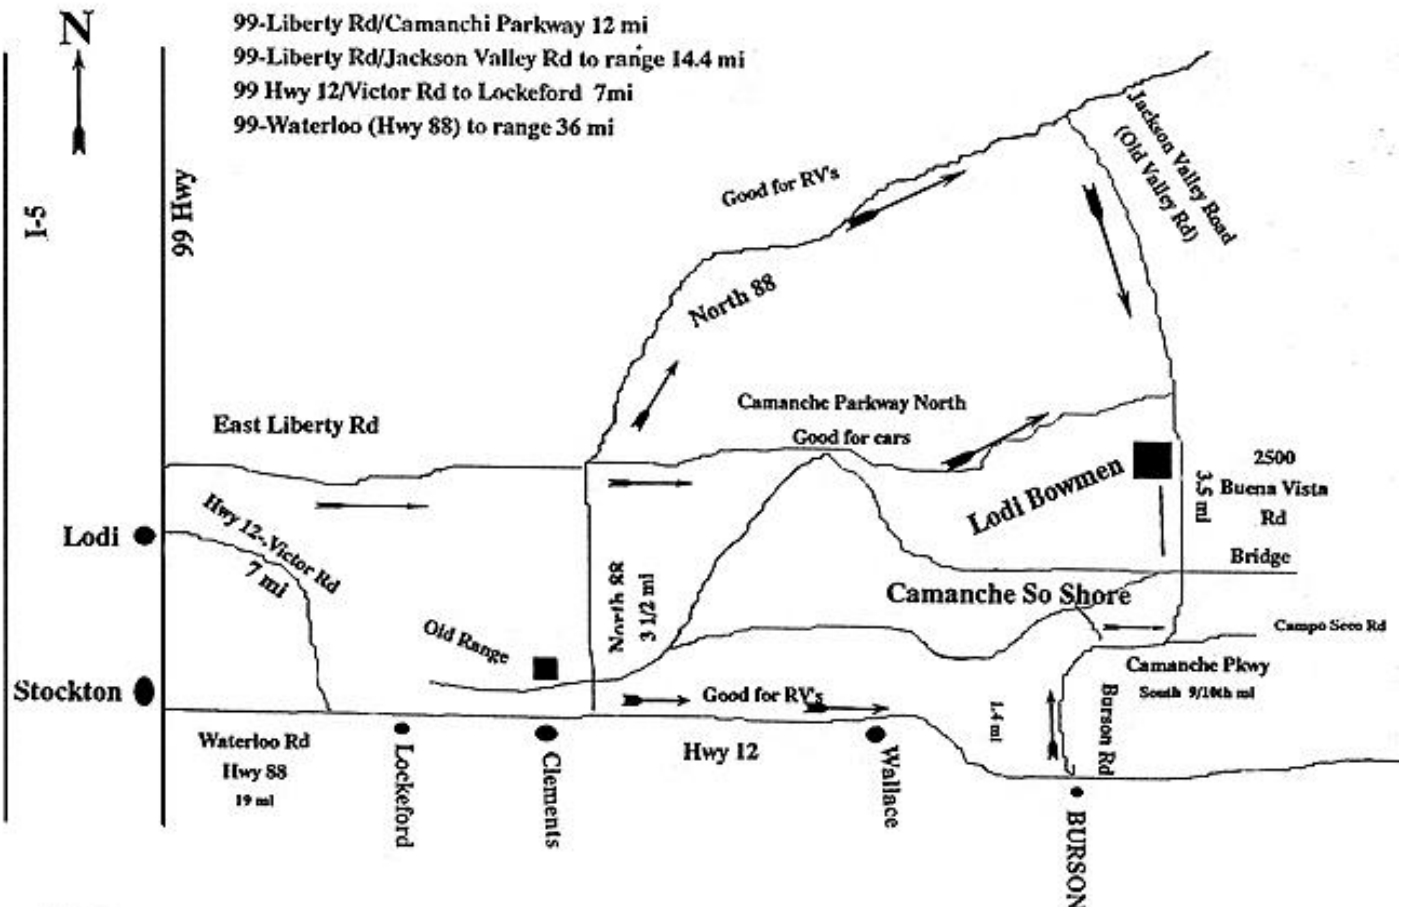 N
99-Liberty Rd/Camanchi Parkway 12 mi
99-Liberty Rd/Jackson Valley Rd to range 14.4 mi
99 Hwy 12/Victor Rd to Lockeford 7mi
99-Waterloo (Hwy 88) to range 36 mi
I-5
99 Hwy
Good for RV's
Jackson Valley Road
(Old Valley Rd)
North 88
East Liberty Rd
Camanche Parkway North
Good for cars
Lodi Bowmen
3.5 mi
2500
Buena Vista
Rd
Bridge
Lodi
Hwy 12-Victor Rd
7 mi
North 88
3 1/2 mi
Camanche So Shore
Old Range
Campo Seco Rd
Camanche Pkwy
South 9/10th mi
Stockton
Good for RV's
1.4 mi
Burson Rd
Waterloo Rd
Hwy 88
19 mi
Hwy 12
Lockeford
Clements
Wallace
BURSON